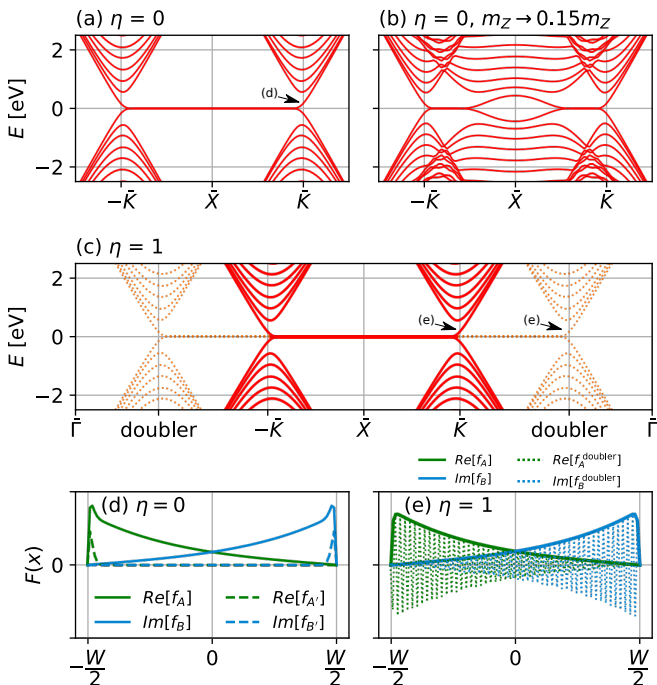 (a) η = 0
(b) η = 0, m_Z → 0.15m_Z
E [eV]
2
0
−2
(d)
−K̄
X̄
K̄
−K̄
X̄
K̄
(c) η = 1
E [eV]
2
0
−2
(e)
(e)
Γ̄
doubler
−K̄
X̄
K̄
doubler
Γ̄
Re[f_A]
Re[f_A^doubler]
Im[f_B]
Im[f_B^doubler]
(d) η = 0
(e) η = 1
F(x)
0
Re[f_A]
Re[f_A′]
Im[f_B]
Im[f_B′]
−W/2
0
W/2
−W/2
0
W/2